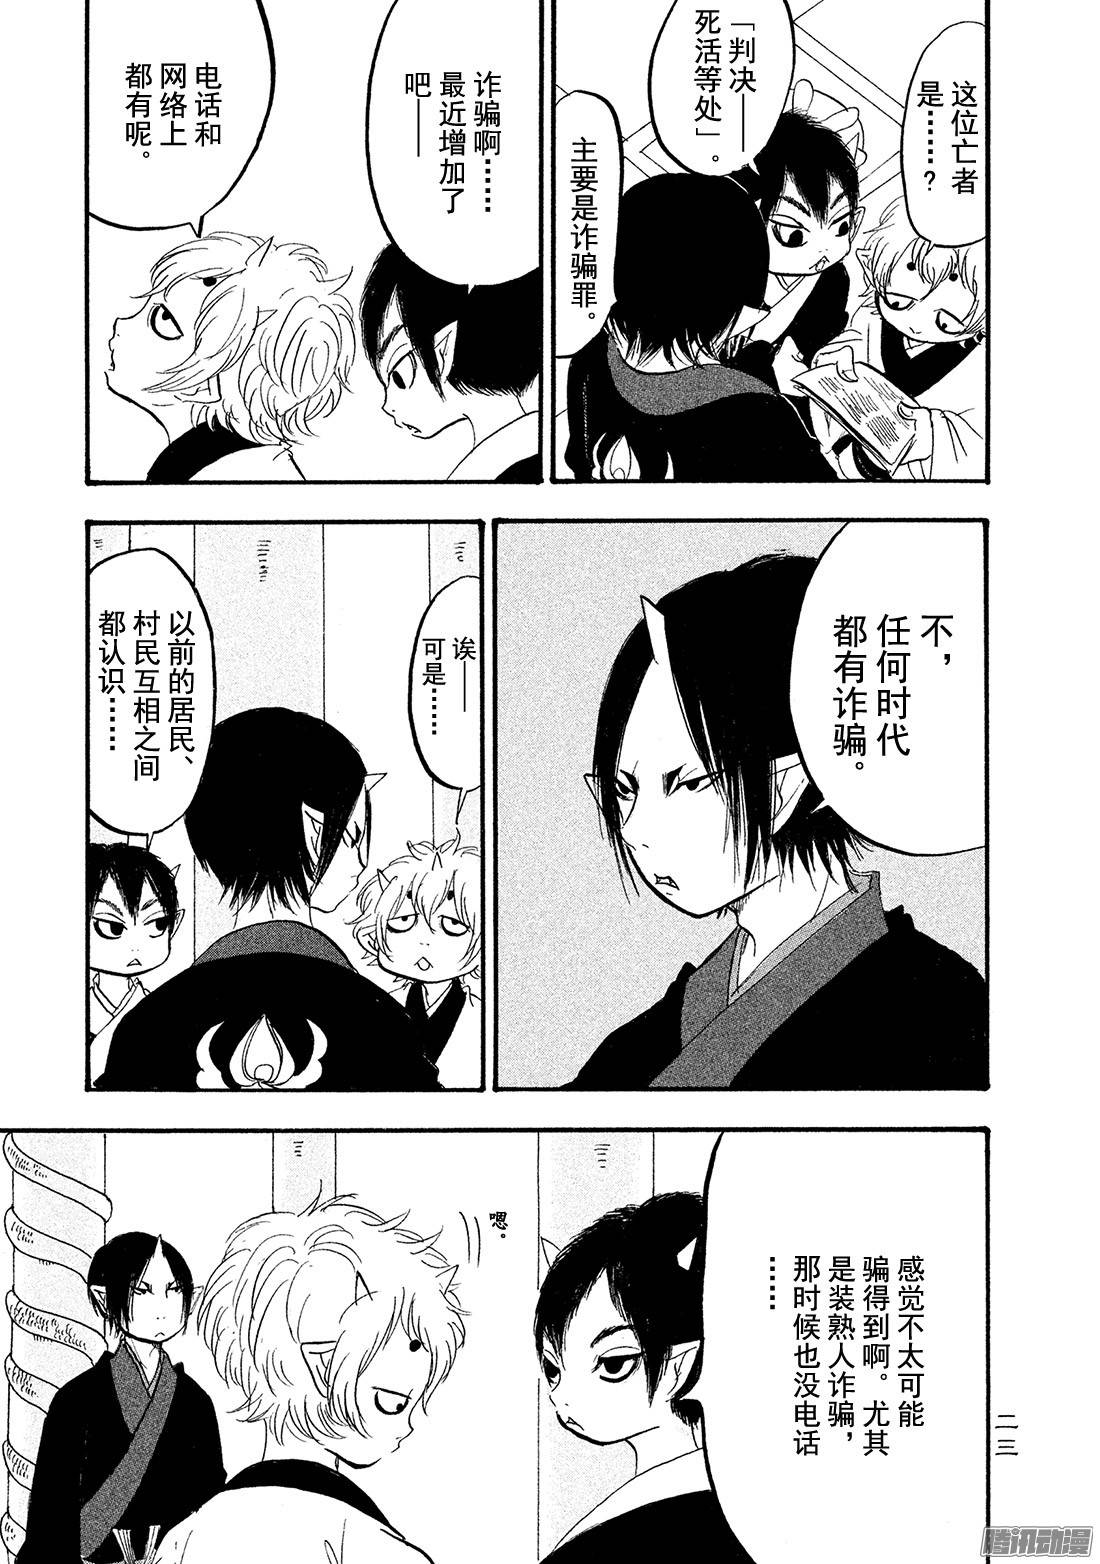 这位亡者
是……?
「判决——
死活等处」。
主要是诈骗罪。
诈骗啊……
最近增加了
吧——
电话和
网络上
都有呢。
不,
任何时代
都有诈骗。
诶——
可是……
以前的居民、
村民互相之间
都认识……
感觉不太可能
骗得到啊。尤其
是装熟人诈骗,
那时候也没电话
……
嗯。
二三
腾讯动漫